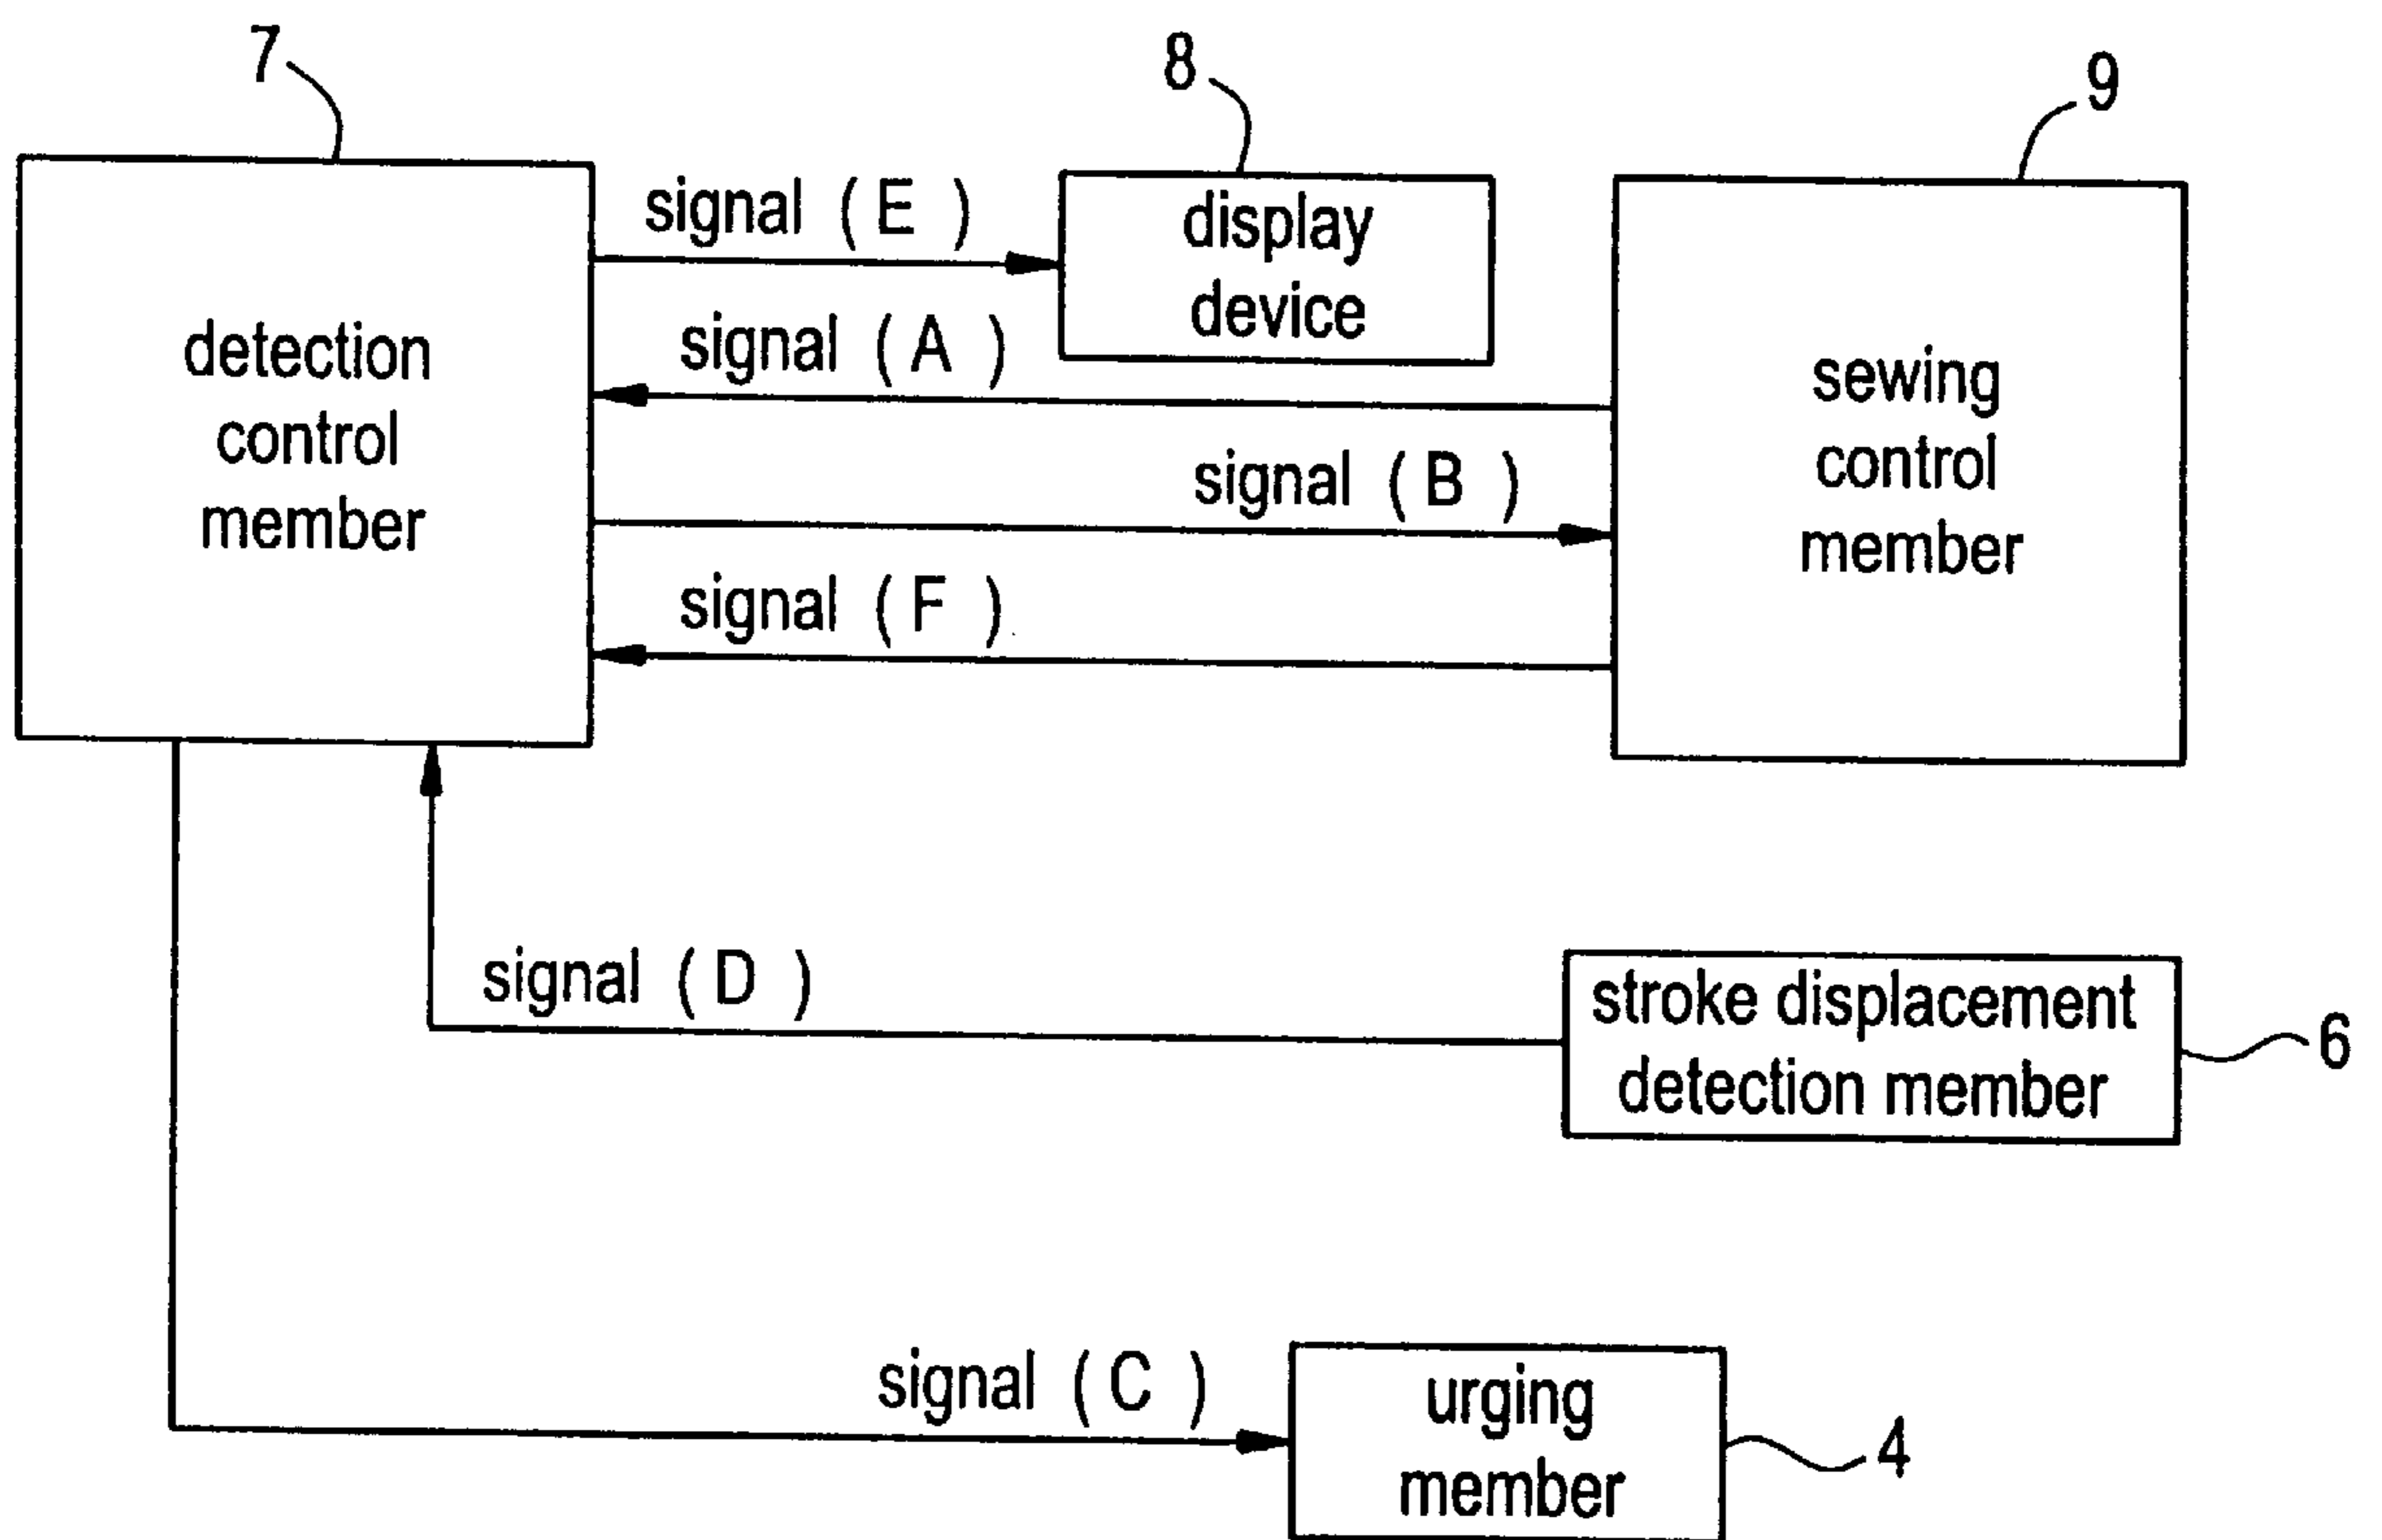 7
8
9
signal ( E )
display
device
signal ( A )
detection
control
member
sewing
control
member
signal ( B )
signal ( F )
signal ( D )
stroke displacement
detection member
6
signal ( C )
urging
member
4